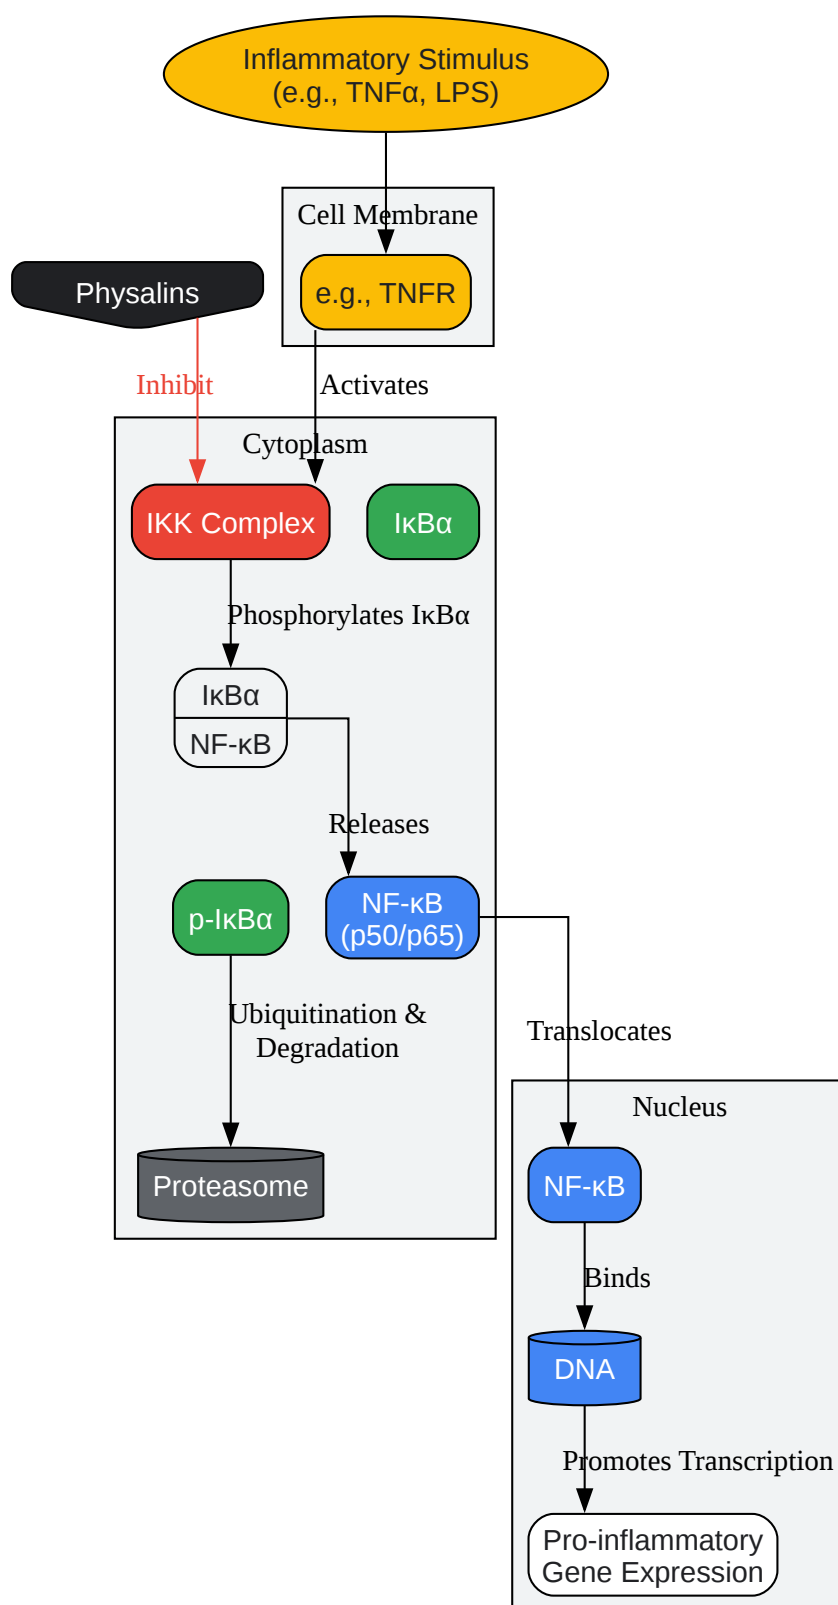 Inflammatory Stimulus
(e.g., TNFα, LPS)
Cell Membrane
Physalins
e.g., TNFR
Inhibit
Activates
Cytoplasm
IKK Complex
IκBα
Phosphorylates IκBα
IκBα
NF-κB
Releases
p-IκBα
NF-κB
(p50/p65)
Ubiquitination &
Degradation
Translocates
Nucleus
Proteasome
NF-κB
Binds
DNA
Promotes Transcription
Pro-inflammatory
Gene Expression